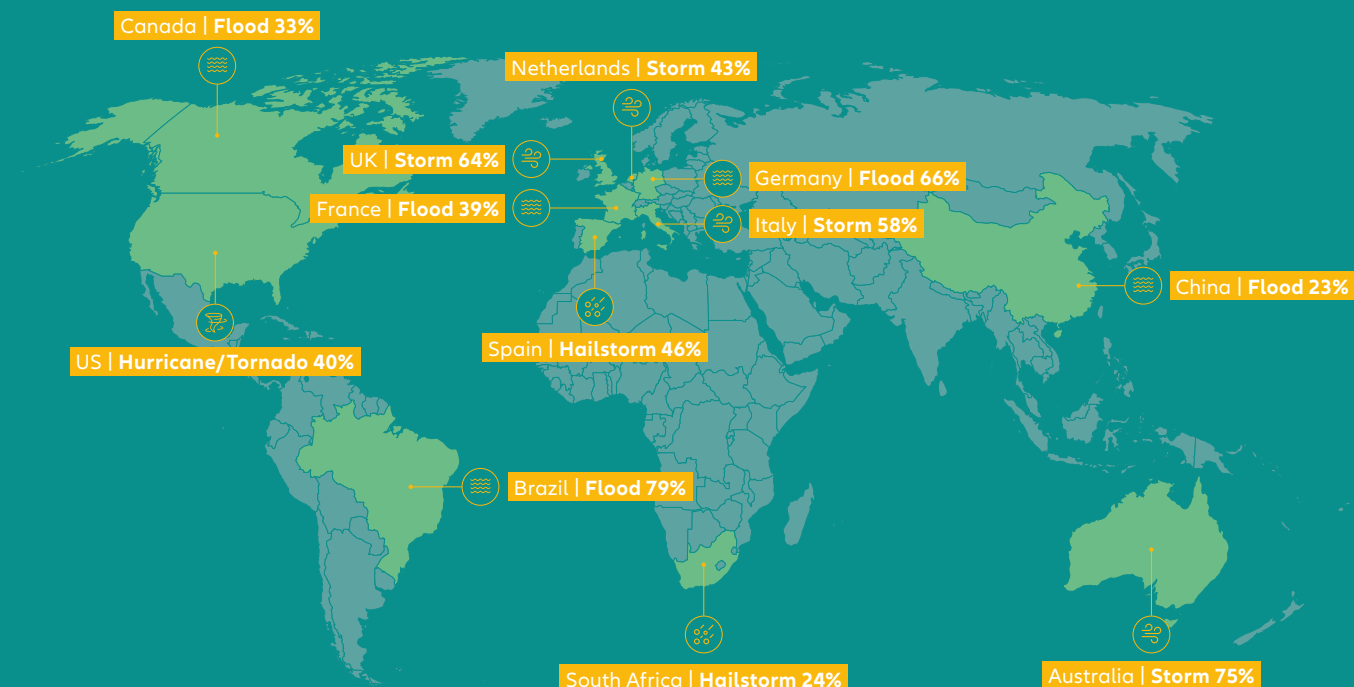 Canada | Flood 33%
Netherlands | Storm 43%
UK | Storm 64%
Germany | Flood 66%
France | Flood 39%
Italy | Storm 58%
China | Flood 23%
Spain | Hailstorm 46%
US | Hurricane/Tornado 40%
Brazil | Flood 79%
South Africa | Hailstorm 24%
Australia | Storm 75%